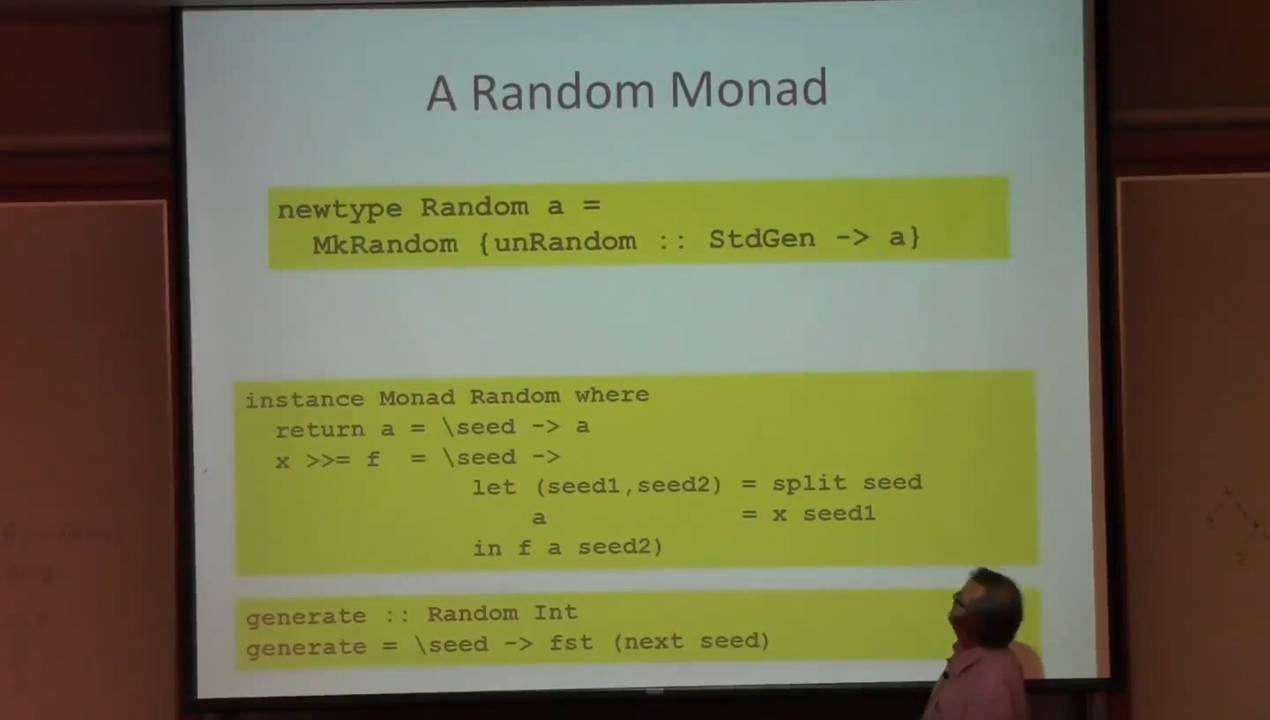 A Random Monad
newtype Random a =
MkRandom {unRandom :: StdGen -> a}
instance Monad Random where
return a = \seed -> a
x >>= f = \seed ->
let (seed1,seed2) = split seed
a = x seed1
in f a seed2)
generate :: Random Int
generate = \seed -> fst (next seed)